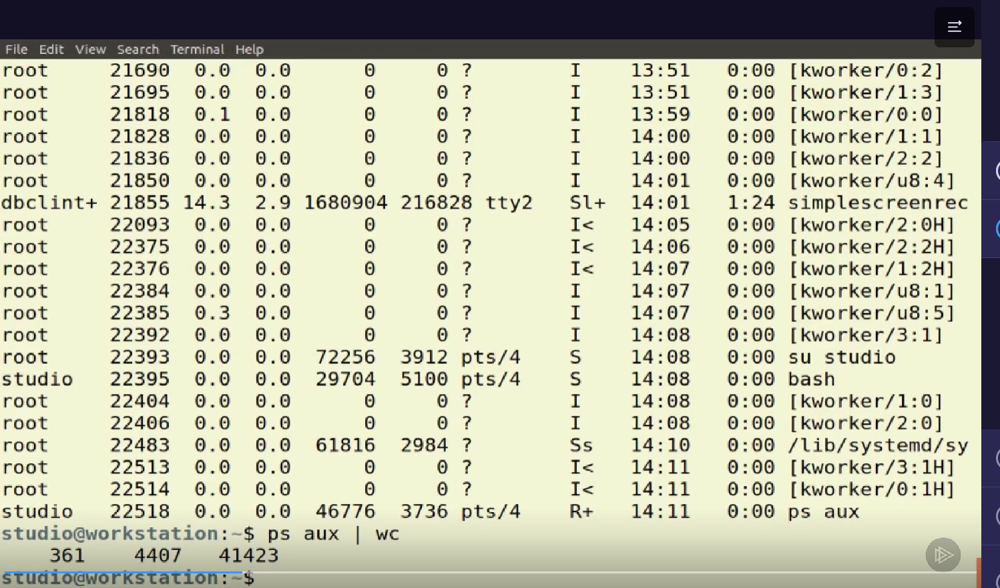 File Edit View Search Terminal Help
root 21690 0.0 0.0 0 0 ? I 13:51 0:00 [kworker/0:2]
root 21695 0.0 0.0 0 0 ? I 13:51 0:00 [kworker/1:3]
root 21818 0.1 0.0 0 0 ? I 13:59 0:00 [kworker/0:0]
root 21828 0.0 0.0 0 0 ? I 14:00 0:00 [kworker/1:1]
root 21836 0.0 0.0 0 0 ? I 14:00 0:00 [kworker/2:2]
root 21850 0.0 0.0 0 0 ? I 14:01 0:00 [kworker/u8:4]
dbclint+ 21855 14.3 2.9 1680904 216828 tty2 Sl+ 14:01 1:24 simplescreenrec
root 22093 0.0 0.0 0 0 ? I< 14:05 0:00 [kworker/2:0H]
root 22375 0.0 0.0 0 0 ? I< 14:06 0:00 [kworker/2:2H]
root 22376 0.0 0.0 0 0 ? I< 14:07 0:00 [kworker/1:2H]
root 22384 0.0 0.0 0 0 ? I 14:07 0:00 [kworker/u8:1]
root 22385 0.3 0.0 0 0 ? I 14:07 0:00 [kworker/u8:5]
root 22392 0.0 0.0 0 0 ? I 14:08 0:00 [kworker/3:1]
root 22393 0.0 0.0 72256 3912 pts/4 S 14:08 0:00 su studio
studio 22395 0.0 0.0 29704 5100 pts/4 S 14:08 0:00 bash
root 22404 0.0 0.0 0 0 ? I 14:08 0:00 [kworker/1:0]
root 22406 0.0 0.0 0 0 ? I 14:08 0:00 [kworker/2:0]
root 22483 0.0 0.0 61816 2984 ? Ss 14:10 0:00 /lib/systemd/sy
root 22513 0.0 0.0 0 0 ? I< 14:11 0:00 [kworker/3:1H]
root 22514 0.0 0.0 0 0 ? I< 14:11 0:00 [kworker/0:1H]
studio 22518 0.0 0.0 46776 3736 pts/4 R+ 14:11 0:00 ps aux
studio@workstation:~$ ps aux | wc
361 4407 41423
studio@workstation:~$